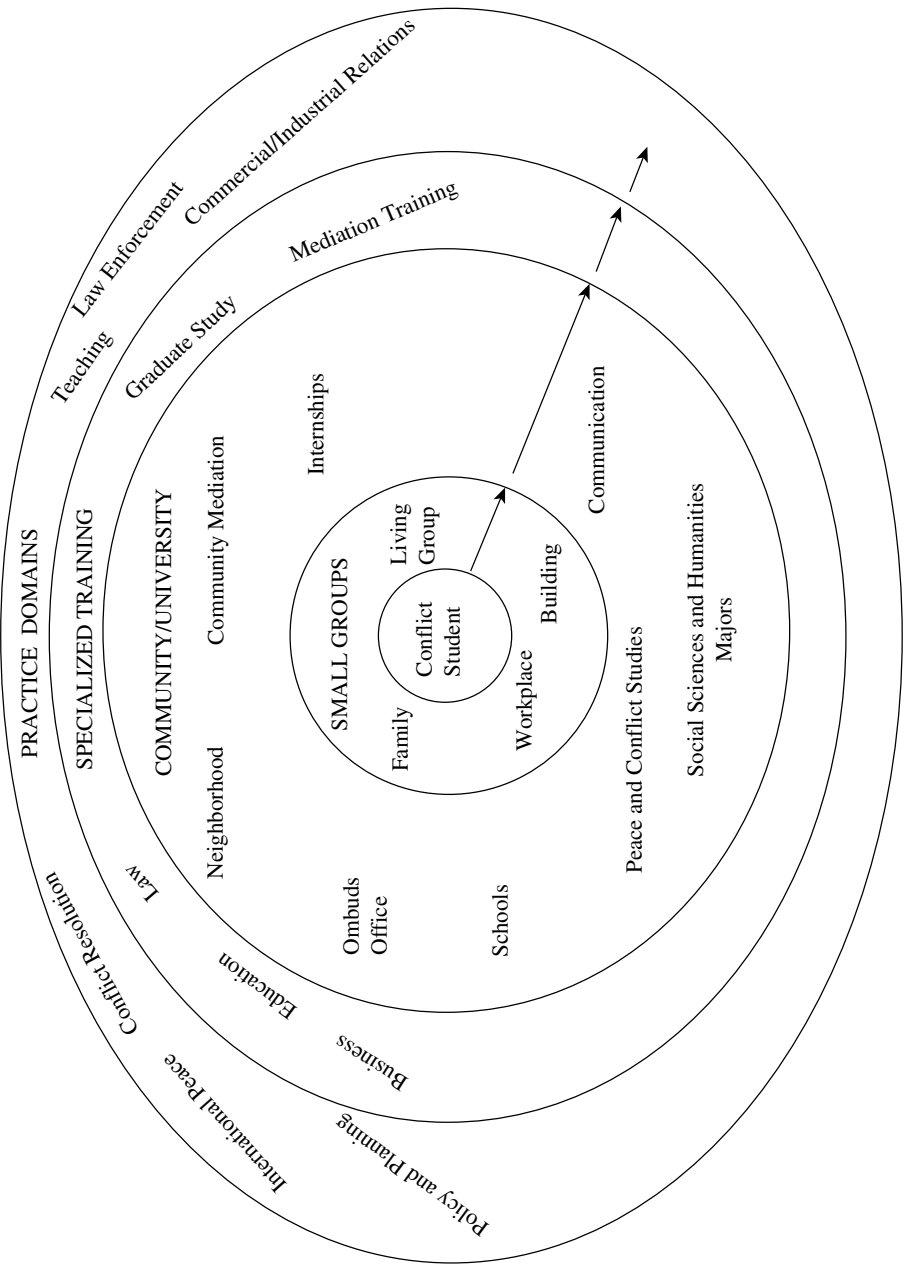 PRACTICE DOMAINS
Policy and Planning
International Peace
Conflict Resolution
Teaching
Law Enforcement
Commercial/Industrial Relations
SPECIALIZED TRAINING
Business
Education
Law
Graduate Study
Mediation Training
COMMUNITY/UNIVERSITY
Neighborhood
Community Mediation
Ombuds
Office
Internships
Schools
Communication
Peace and Conflict Studies
Social Sciences and Humanities
Majors
SMALL GROUPS
Family
Living
Group
Workplace
Building
Conflict
Student